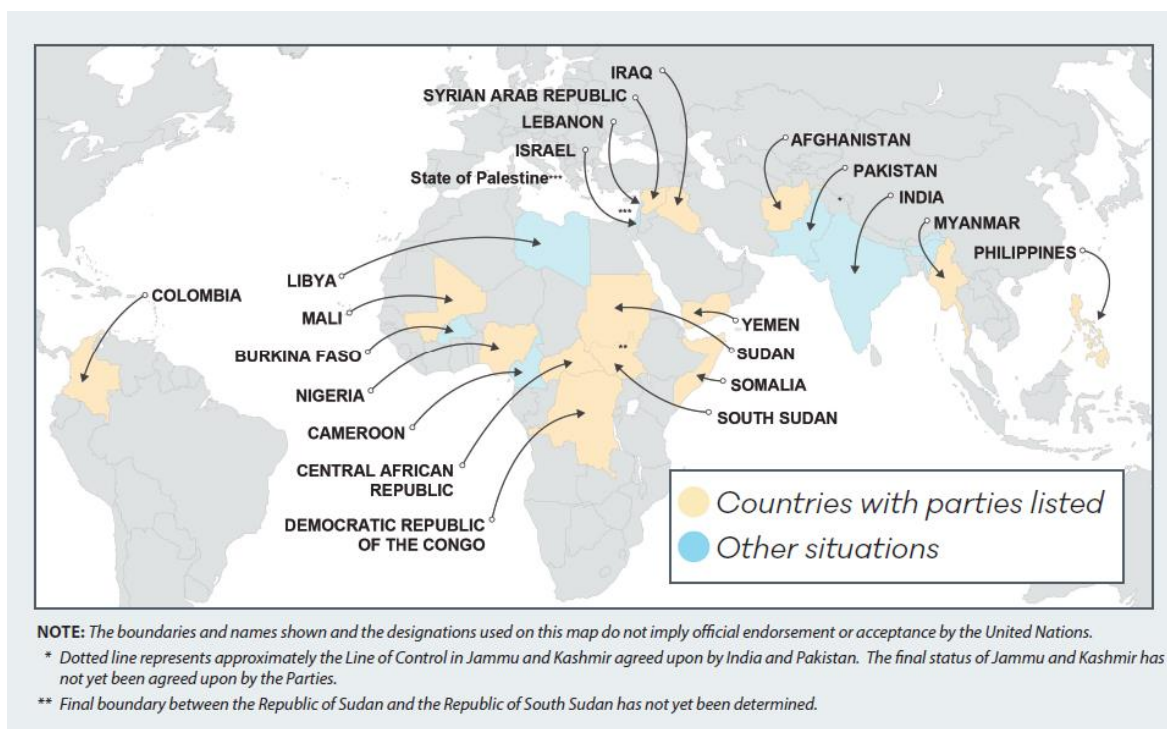 IRAQ
SYRIAN ARAB REPUBLIC
LEBANON
ISRAEL
State of Palestine***
AFGHANISTAN
PAKISTAN
INDIA
MYANMAR
PHILIPPINES
***
*
COLOMBIA
LIBYA
MALI
BURKINA FASO
NIGERIA
CAMEROON
CENTRAL AFRICAN
REPUBLIC
DEMOCRATIC REPUBLIC
OF THE CONGO
**
YEMEN
SUDAN
SOMALIA
SOUTH SUDAN
Countries with parties listed
Other situations
NOTE: The boundaries and names shown and the designations used on this map do not imply official endorsement or acceptance by the United Nations.
* Dotted line represents approximately the Line of Control in Jammu and Kashmir agreed upon by India and Pakistan. The final status of Jammu and Kashmir has
not yet been agreed upon by the Parties.
** Final boundary between the Republic of Sudan and the Republic of South Sudan has not yet been determined.